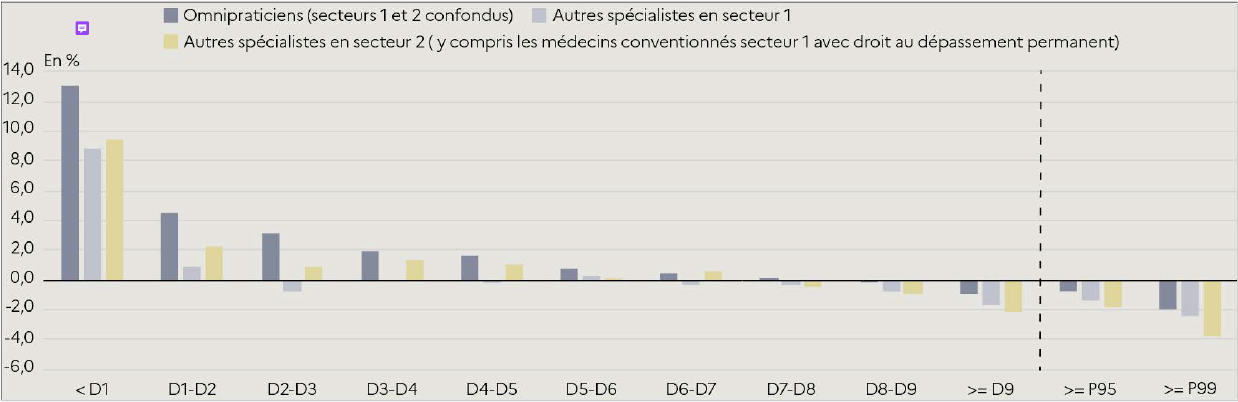 Omnipraticiens (secteurs 1 et 2 confondus) Autres spécialistes en secteur 1
Autres spécialistes en secteur 2 ( y compris les médecins conventionnés secteur 1 avec droit au dépassement permanent)
En %
14,0
12,0
10,0
8,0
6,0
4,0
2,0
0,0
-2,0
-4,0
-6,0
< D1 D1-D2 D2-D3 D3-D4 D4-D5 D5-D6 D6-D7 D7-D8 D8-D9 >= D9 >= P95 >= P99